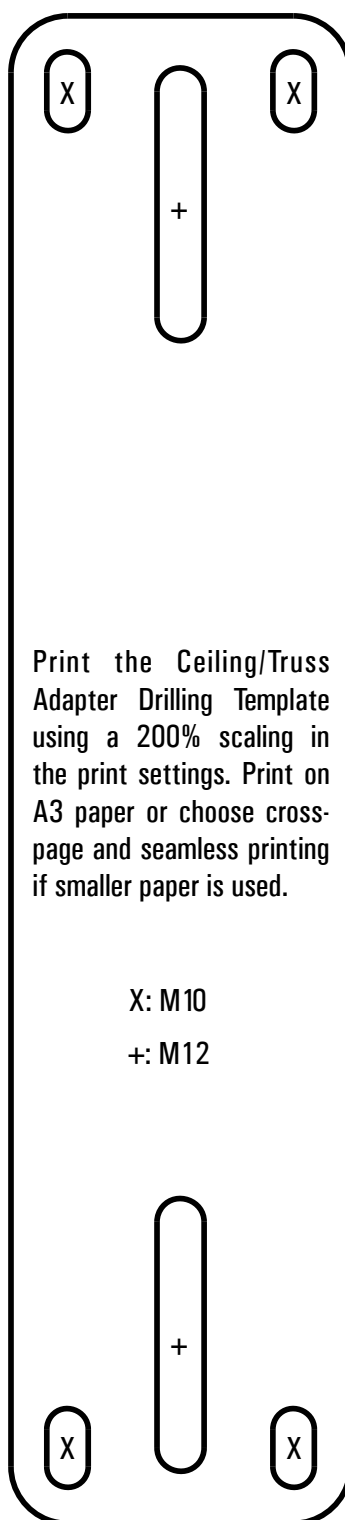 X X
+
Print the Ceiling/Truss
Adapter Drilling Template
using a 200% scaling in
the print settings. Print on
A3 paper or choose cross-
page and seamless printing
if smaller paper is used.
X: M10
+: M12
+
X X